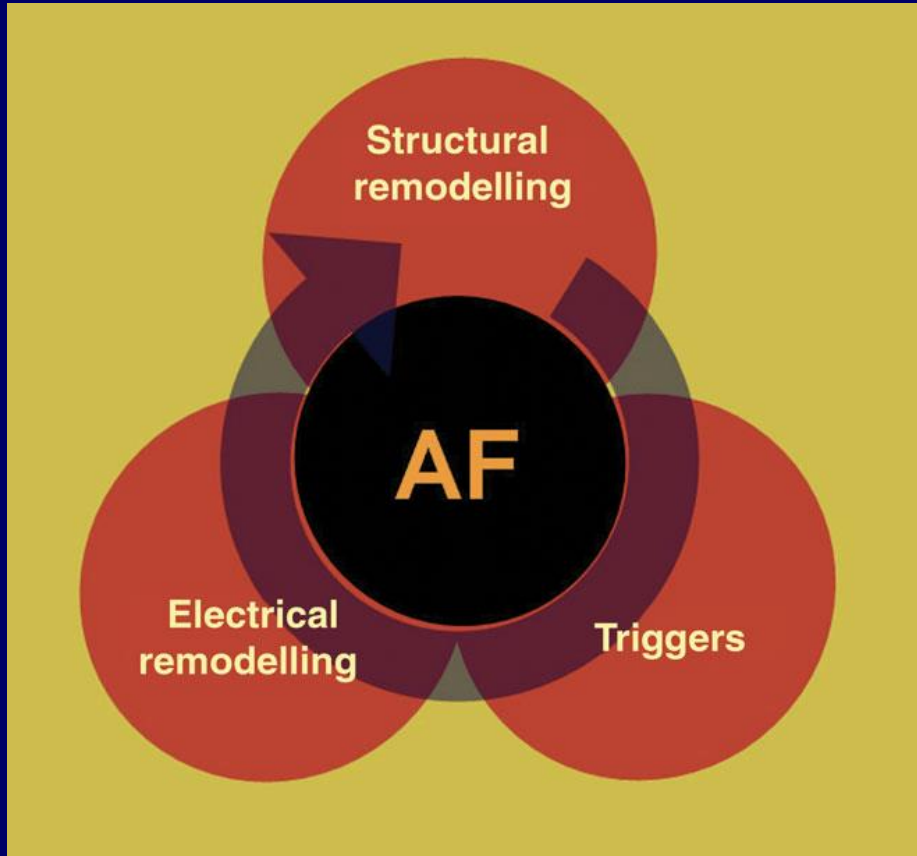 Structural
remodelling
AF
Electrical
remodelling
Triggers